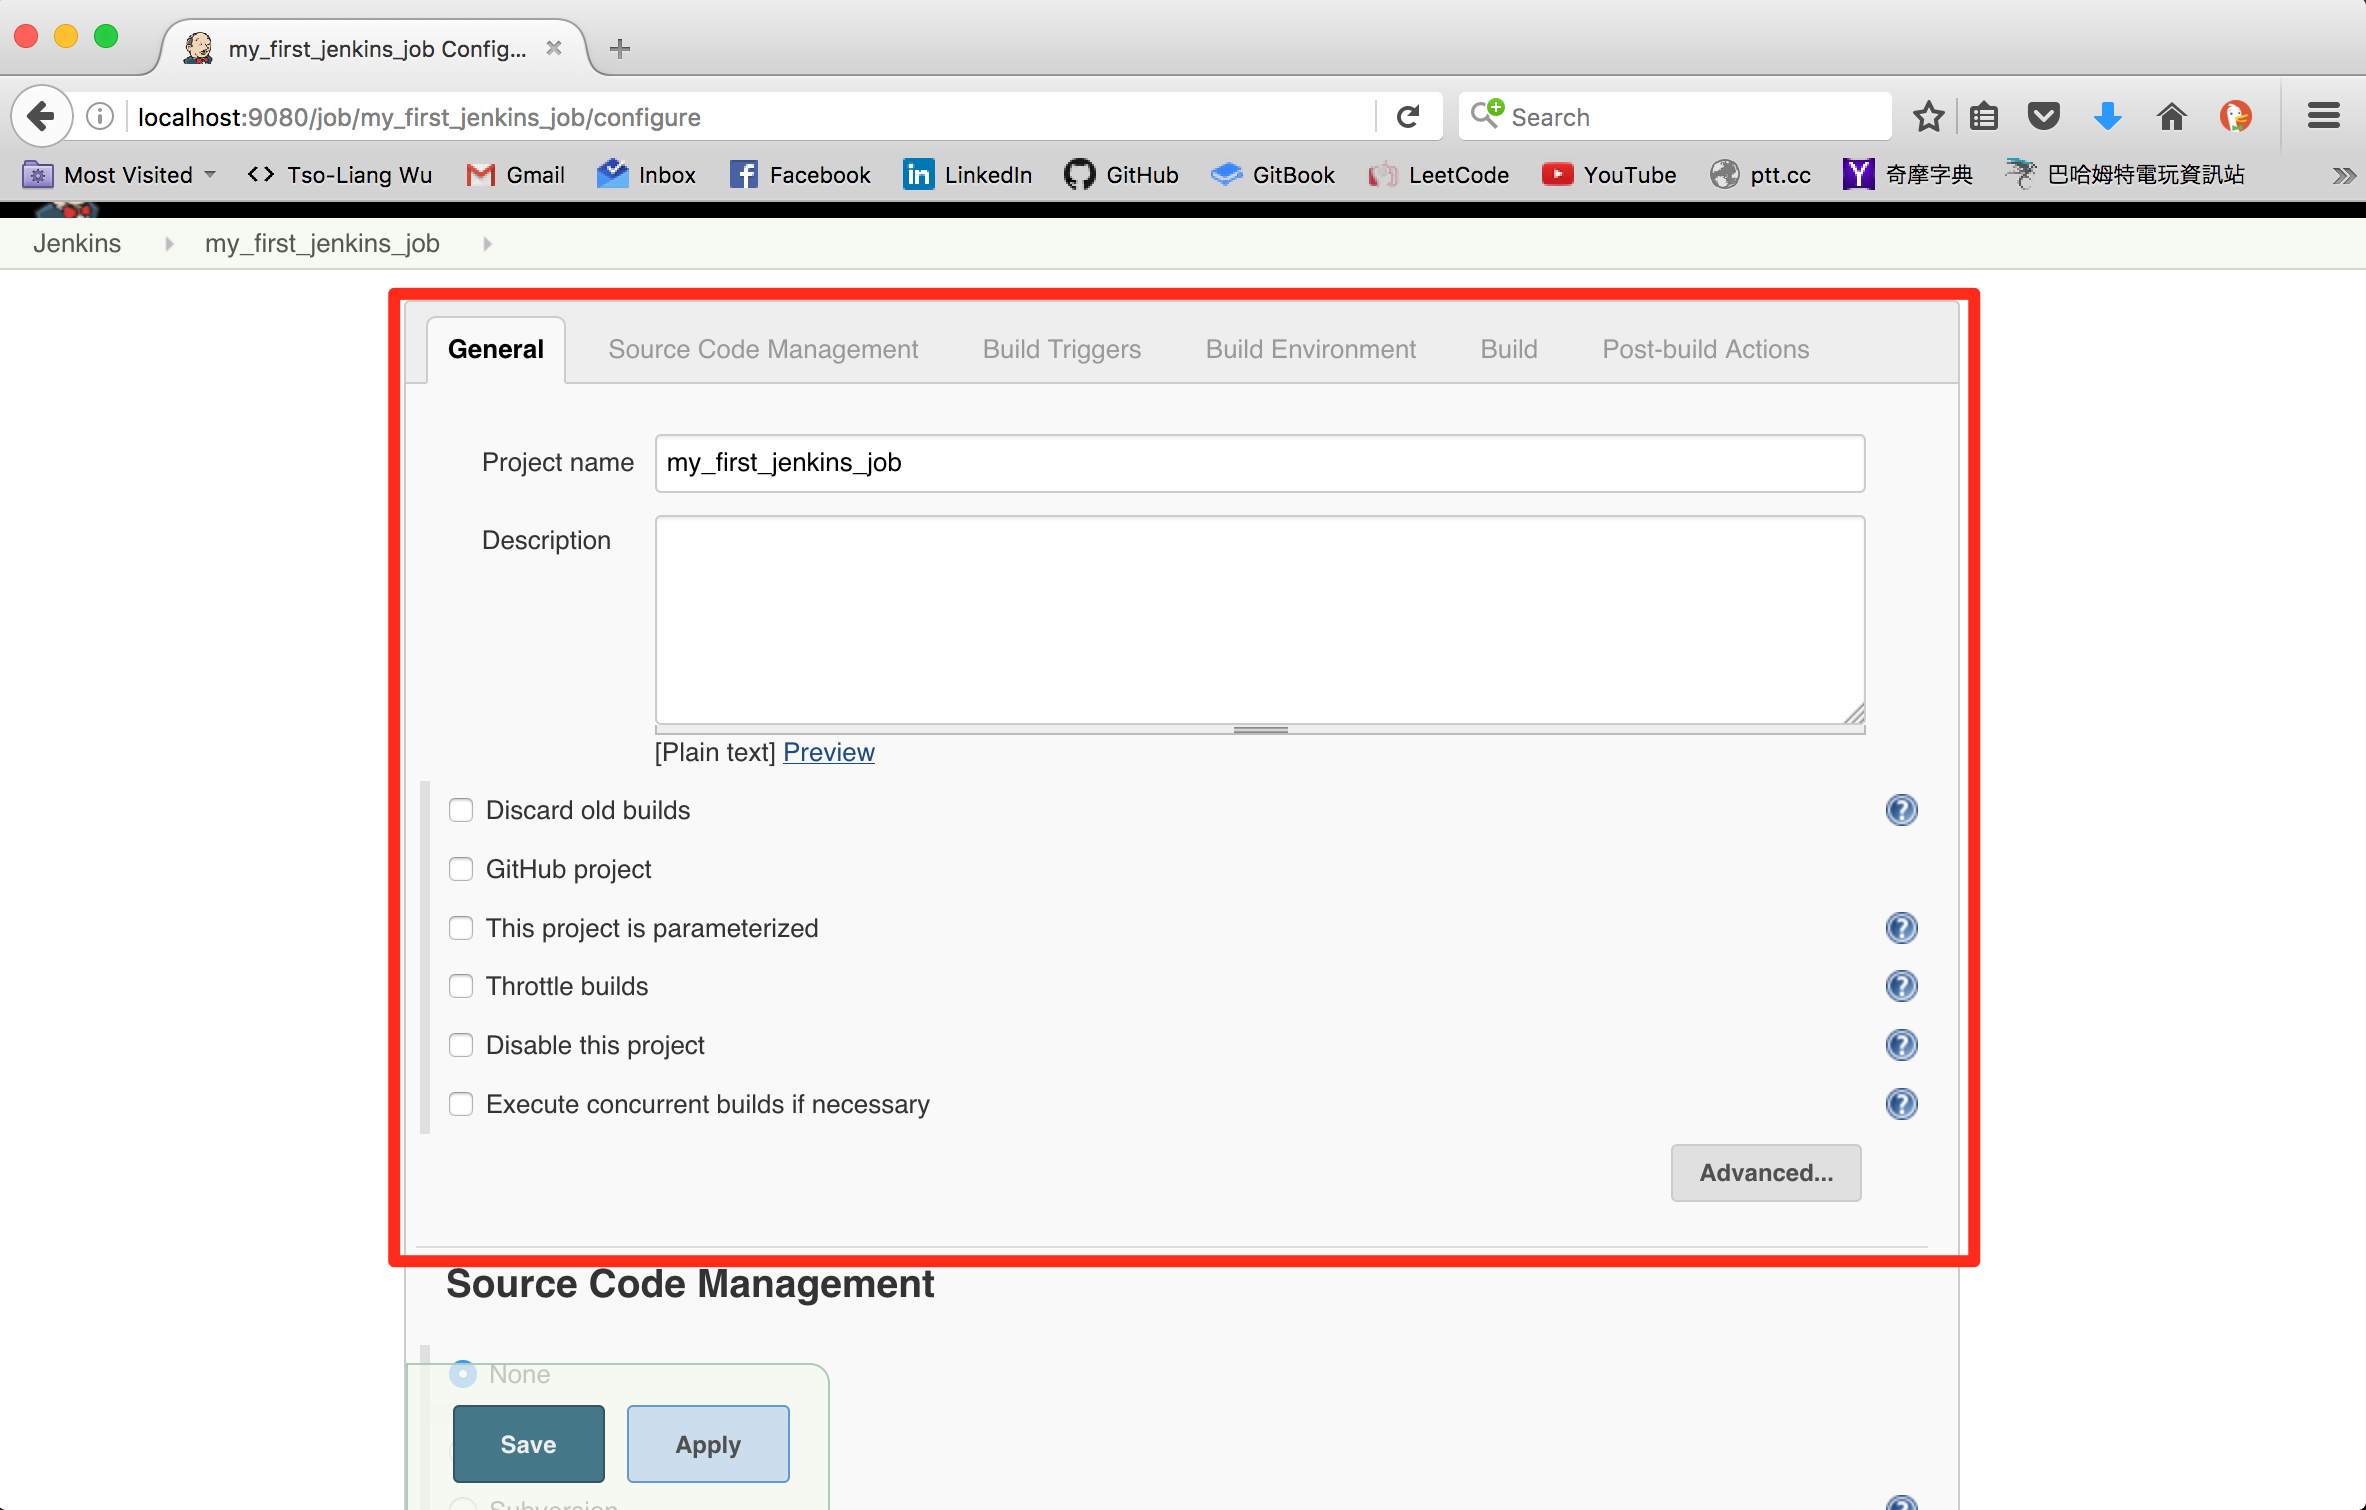 my_first_jenkins_job Config...
localhost:9080/job/my_first_jenkins_job/configure
Search
Most Visited
Tso-Liang Wu
Gmail
Inbox
Facebook
LinkedIn
GitHub
GitBook
LeetCode
YouTube
ptt.cc
奇摩字典
巴哈姆特電玩資訊站
Jenkins
my_first_jenkins_job
General
Source Code Management
Build Triggers
Build Environment
Build
Post-build Actions
Project name
my_first_jenkins_job
Description
[Plain text] Preview
Discard old builds
GitHub project
This project is parameterized
Throttle builds
Disable this project
Execute concurrent builds if necessary
Advanced...
Source Code Management
None
Save
Apply
Subversion